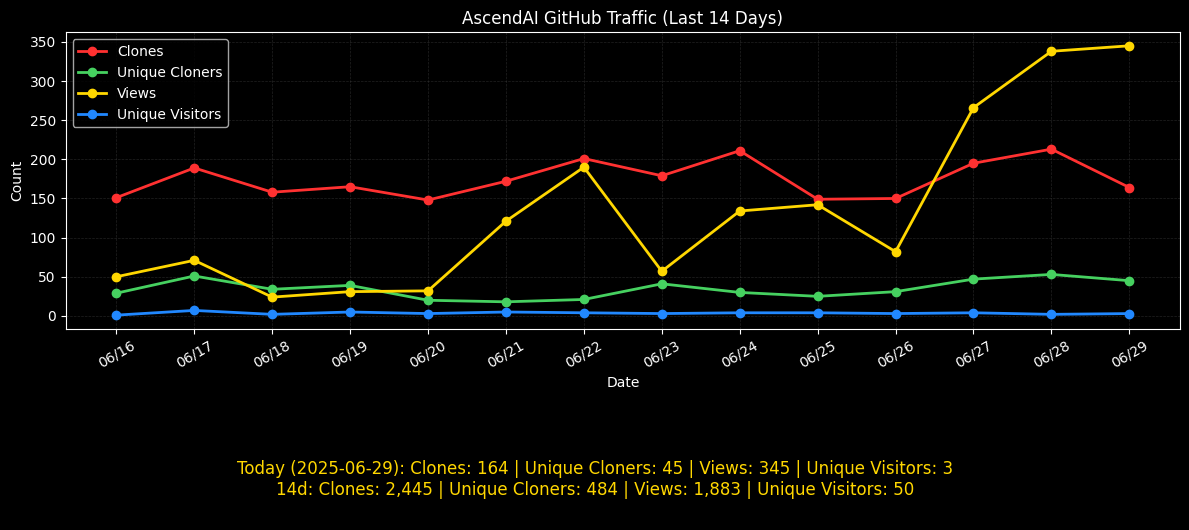 AscendAI GitHub Traffic (Last 14 Days)
Clones
Unique Cloners
Views
Unique Visitors
Count
350
300
250
200
150
100
50
0
06/16 06/17 06/18 06/19 06/20 06/21 06/22 06/23 06/24 06/25 06/26 06/27 06/28 06/29
Date
Today (2025-06-29): Clones: 164 | Unique Cloners: 45 | Views: 345 | Unique Visitors: 3
14d: Clones: 2,445 | Unique Cloners: 484 | Views: 1,883 | Unique Visitors: 50